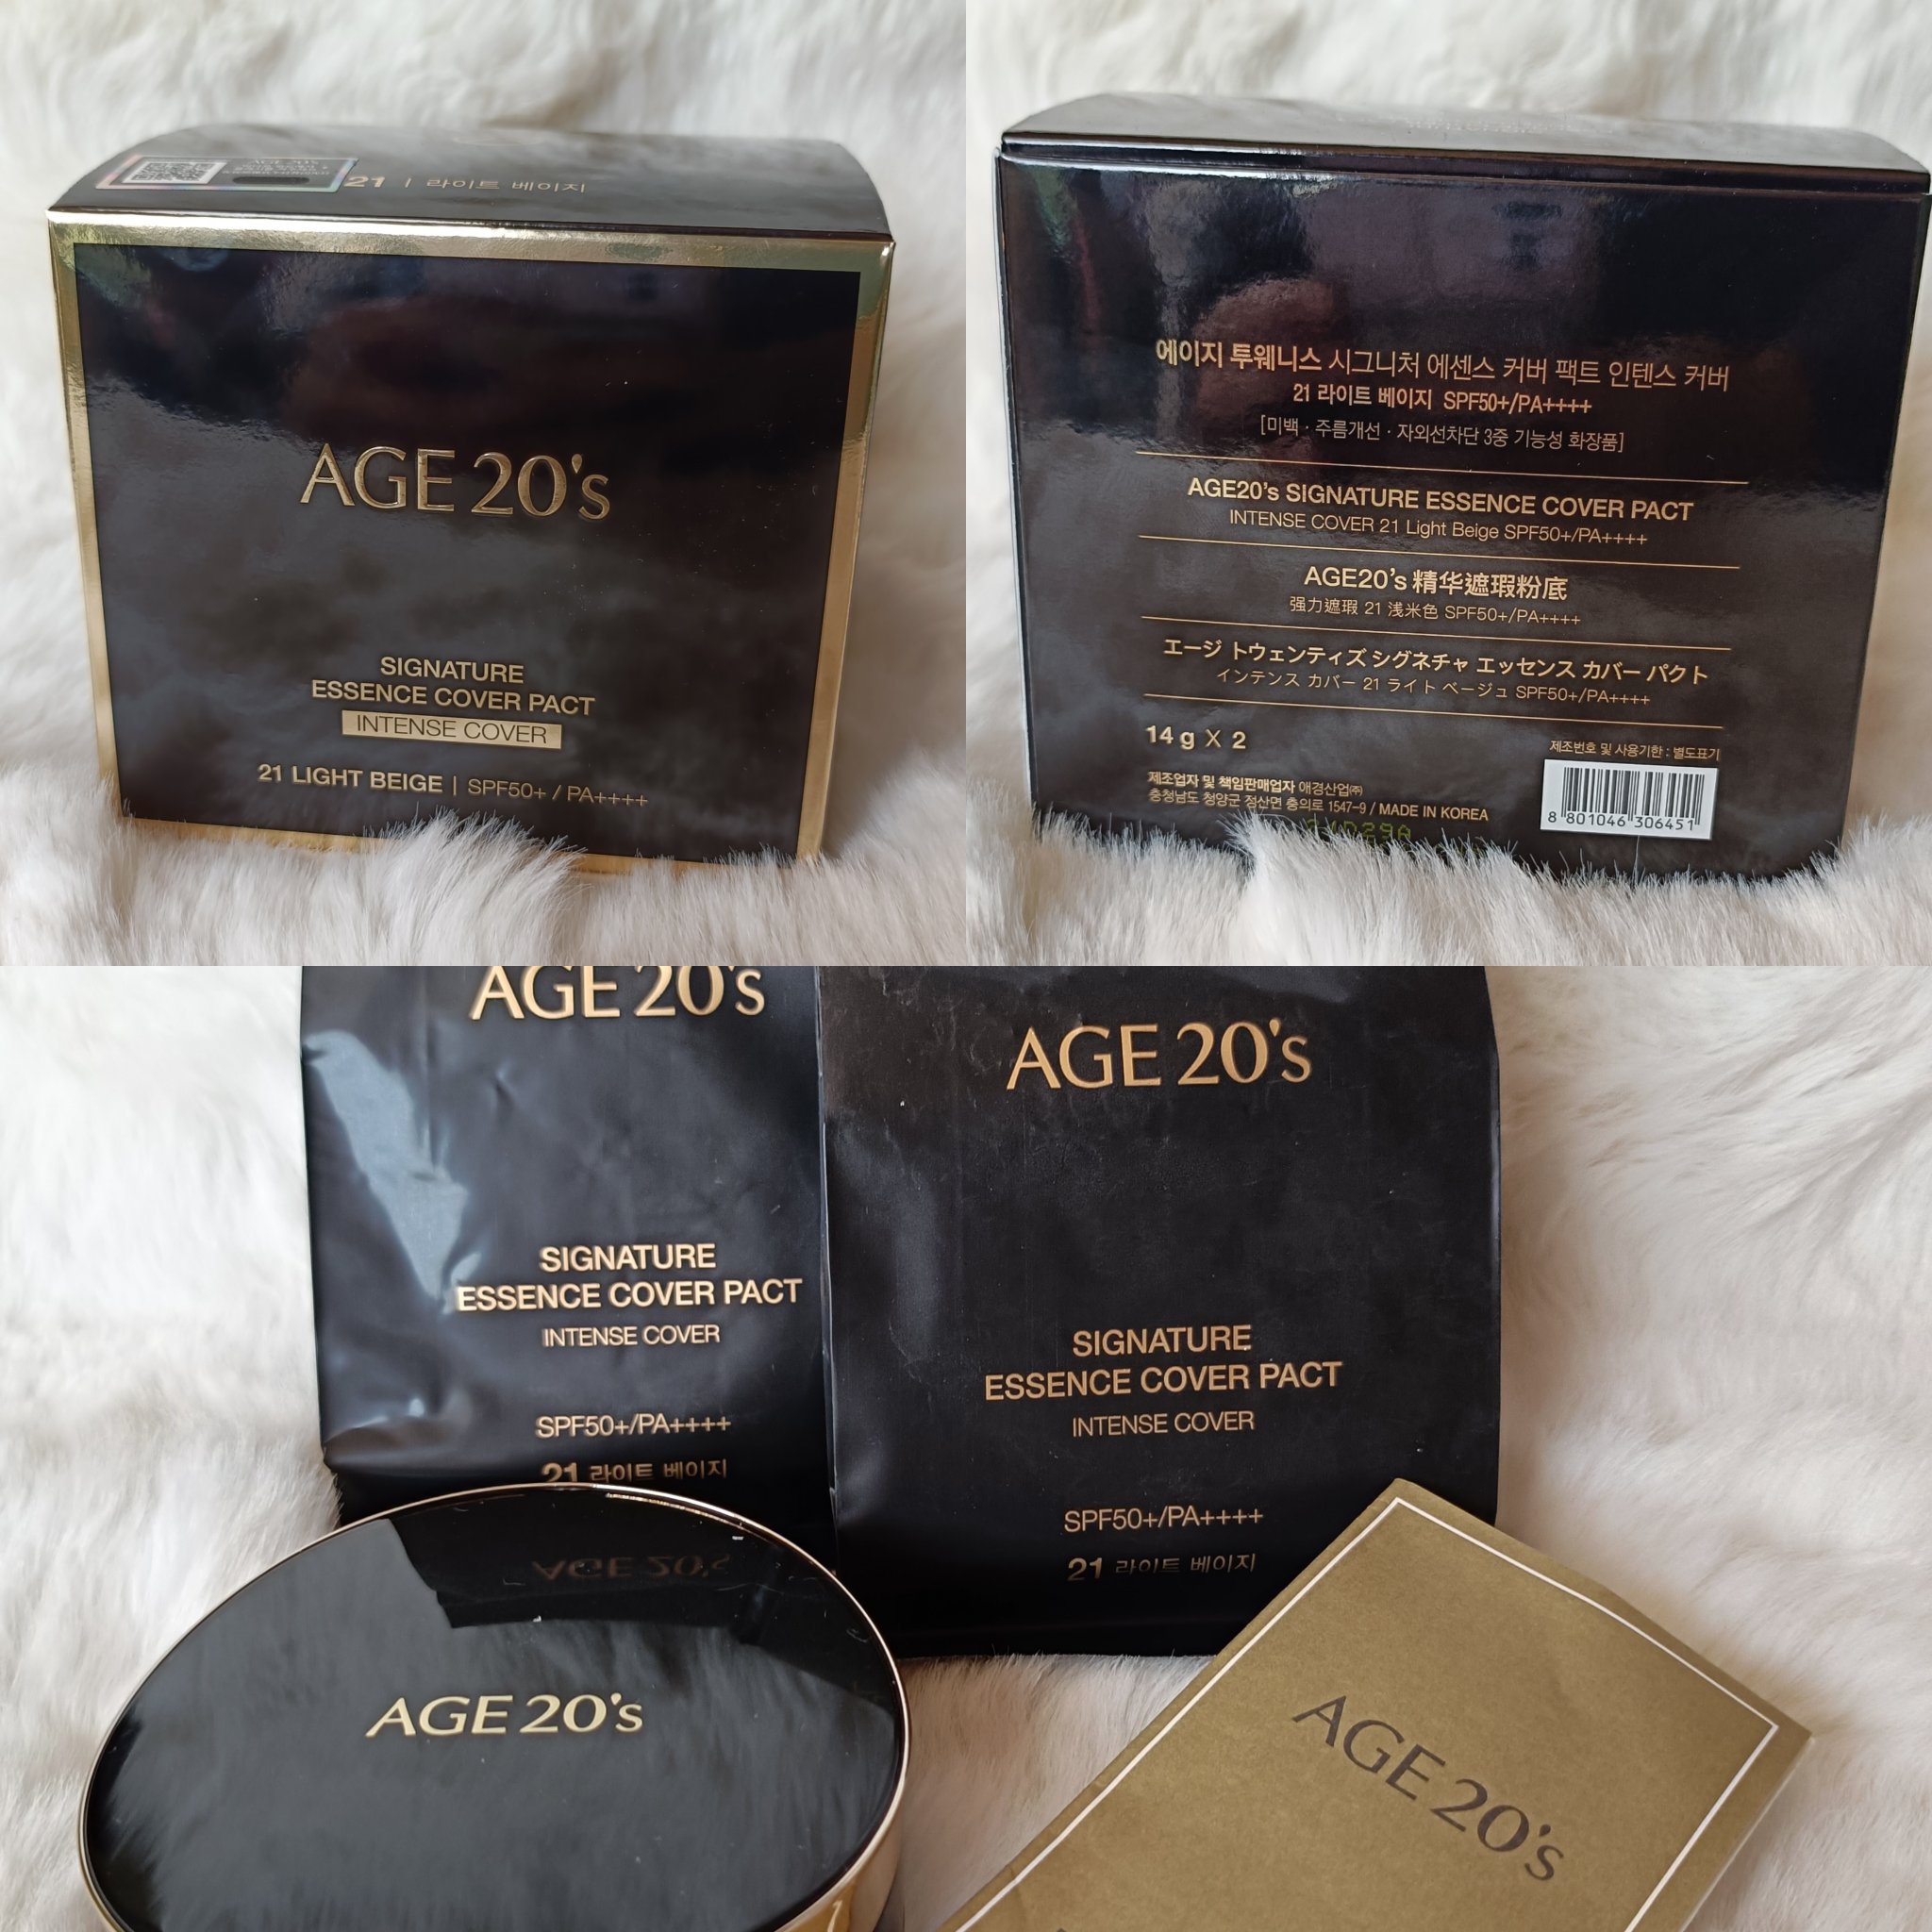 21 | 라이트 베이지
AGE 20's
SIGNATURE
ESSENCE COVER PACT
INTENSE COVER
21 LIGHT BEIGE | SPF50+ / PA++++
에이지 투웨니스 시그니처 에센스 커버 팩트 인텐스 커버
21 라이트 베이지 SPF50+/PA++++
[미백 · 주름개선 · 자외선차단 3중 기능성 화장품]
AGE20's SIGNATURE ESSENCE COVER PACT
INTENSE COVER 21 Light Beige SPF50+/PA++++
AGE20's 精华遮瑕粉底
强力遮瑕 21 浅米色 SPF50+/PA++++
エージ トウェンティズ シグネチャ エッセンス カバー パクト
インテンス カバー 21 ライト ベージュ SPF50+/PA++++
14 g X 2
제조번호 및 사용기한 : 별도표기
제조업자 및 책임판매업자 애경산업㈜
충청남도 청양군 정산면 충의로 1547-9 / MADE IN KOREA
8 801046 306451
AGE 20's
SIGNATURE
ESSENCE COVER PACT
INTENSE COVER
SPF50+/PA++++
21 라이트 베이지
AGE 20's
SIGNATURE
ESSENCE COVER PACT
INTENSE COVER
SPF50+/PA++++
21 라이트 베이지
AGE 20's
AGE 20's